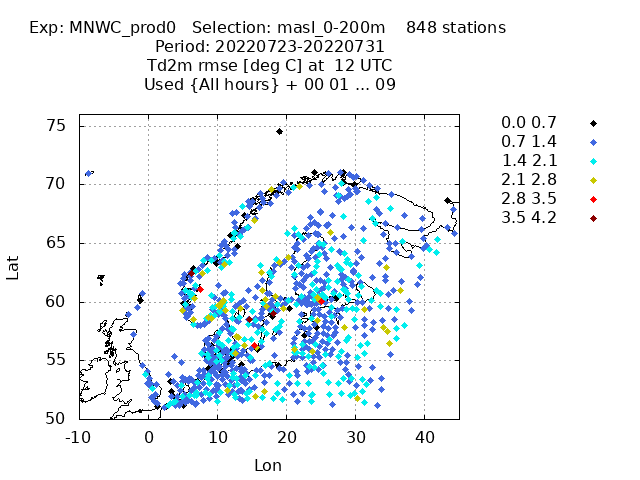 Exp: MNWC_prod0   Selection: masl_0-200m    848 stations
Period: 20220723-20220731
Td2m rmse [deg C] at  12 UTC
Used {All hours} + 00 01 ... 09
0.0 0.7
0.7 1.4
1.4 2.1
2.1 2.8
2.8 3.5
3.5 4.2
Lat
75
70
65
60
55
50
-10 0 10 20 30 40
Lon